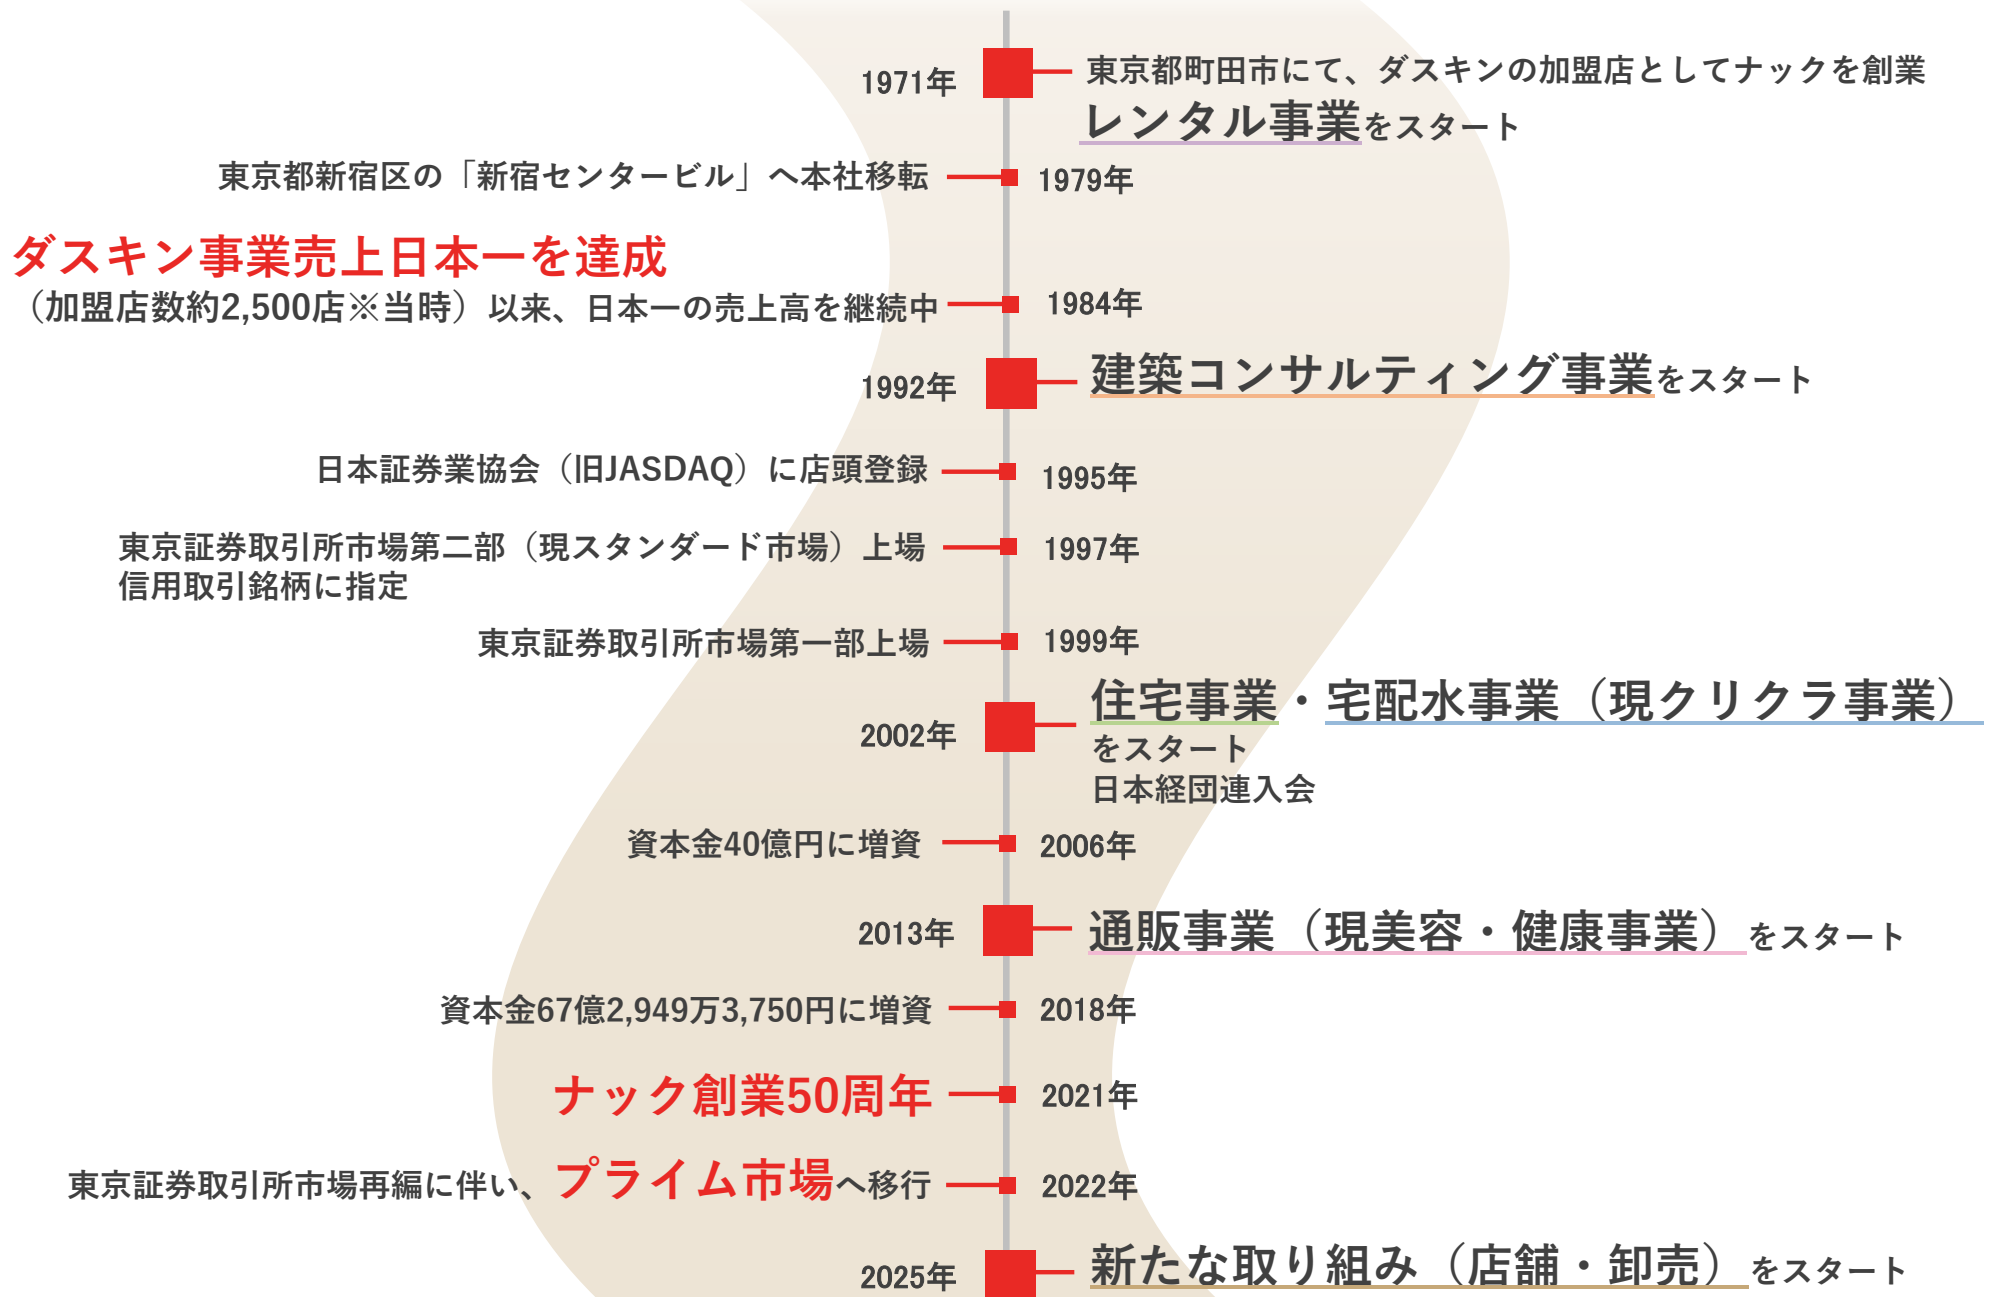 1971年
東京都町田市にて、ダスキンの加盟店としてナックを創業
レンタル事業をスタート
東京都新宿区の「新宿センタービル」へ本社移転
1979年
ダスキン事業売上日本一を達成
（加盟店数約2,500店※当時）以来、日本一の売上高を継続中
1984年
1992年
建築コンサルティング事業をスタート
日本証券業協会（旧JASDAQ）に店頭登録
1995年
東京証券取引所市場第二部（現スタンダード市場）上場
信用取引銘柄に指定
1997年
東京証券取引所市場第一部上場
1999年
2002年
住宅事業・宅配水事業（現クリクラ事業）
をスタート
日本経団連入会
資本金40億円に増資
2006年
2013年
通販事業（現美容・健康事業）をスタート
資本金67億2,949万3,750円に増資
2018年
ナック創業50周年
2021年
東京証券取引所市場再編に伴い、プライム市場へ移行
2022年
2025年
新たな取り組み（店舗・卸売）をスタート